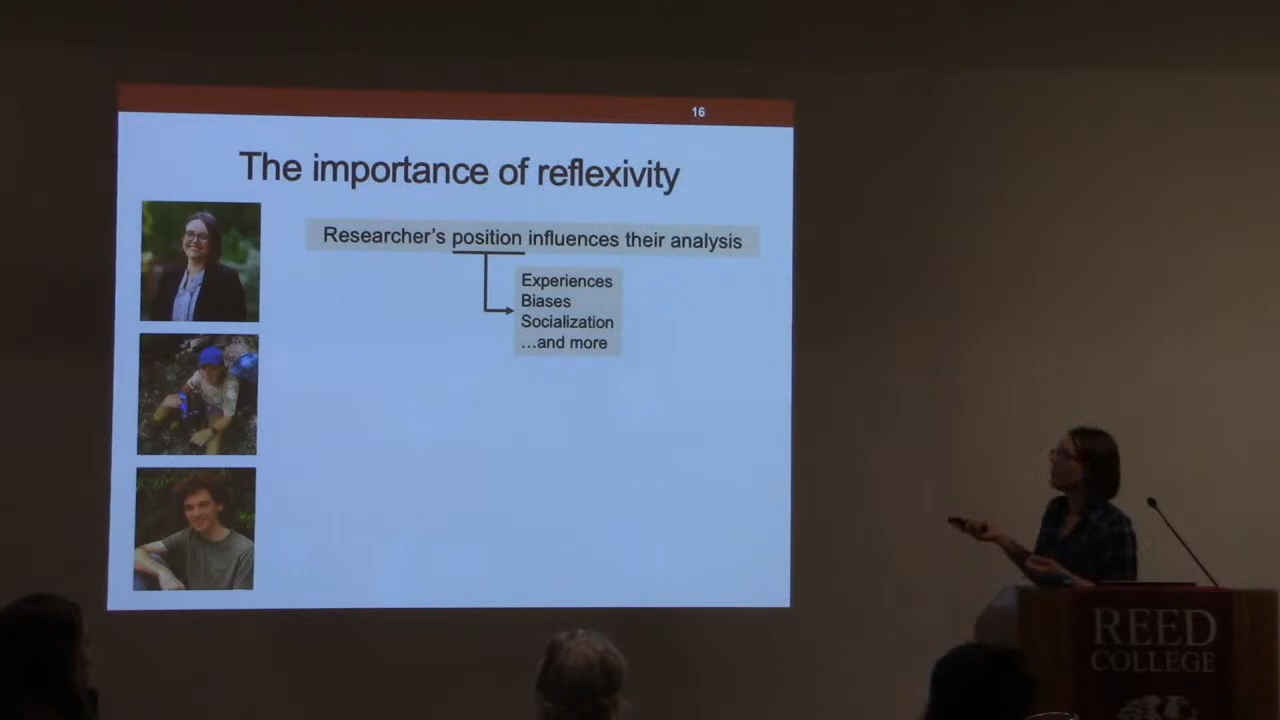 16
The importance of reflexivity
Researcher's position influences their analysis
Experiences
Biases
Socialization
...and more
REED
COLLEGE